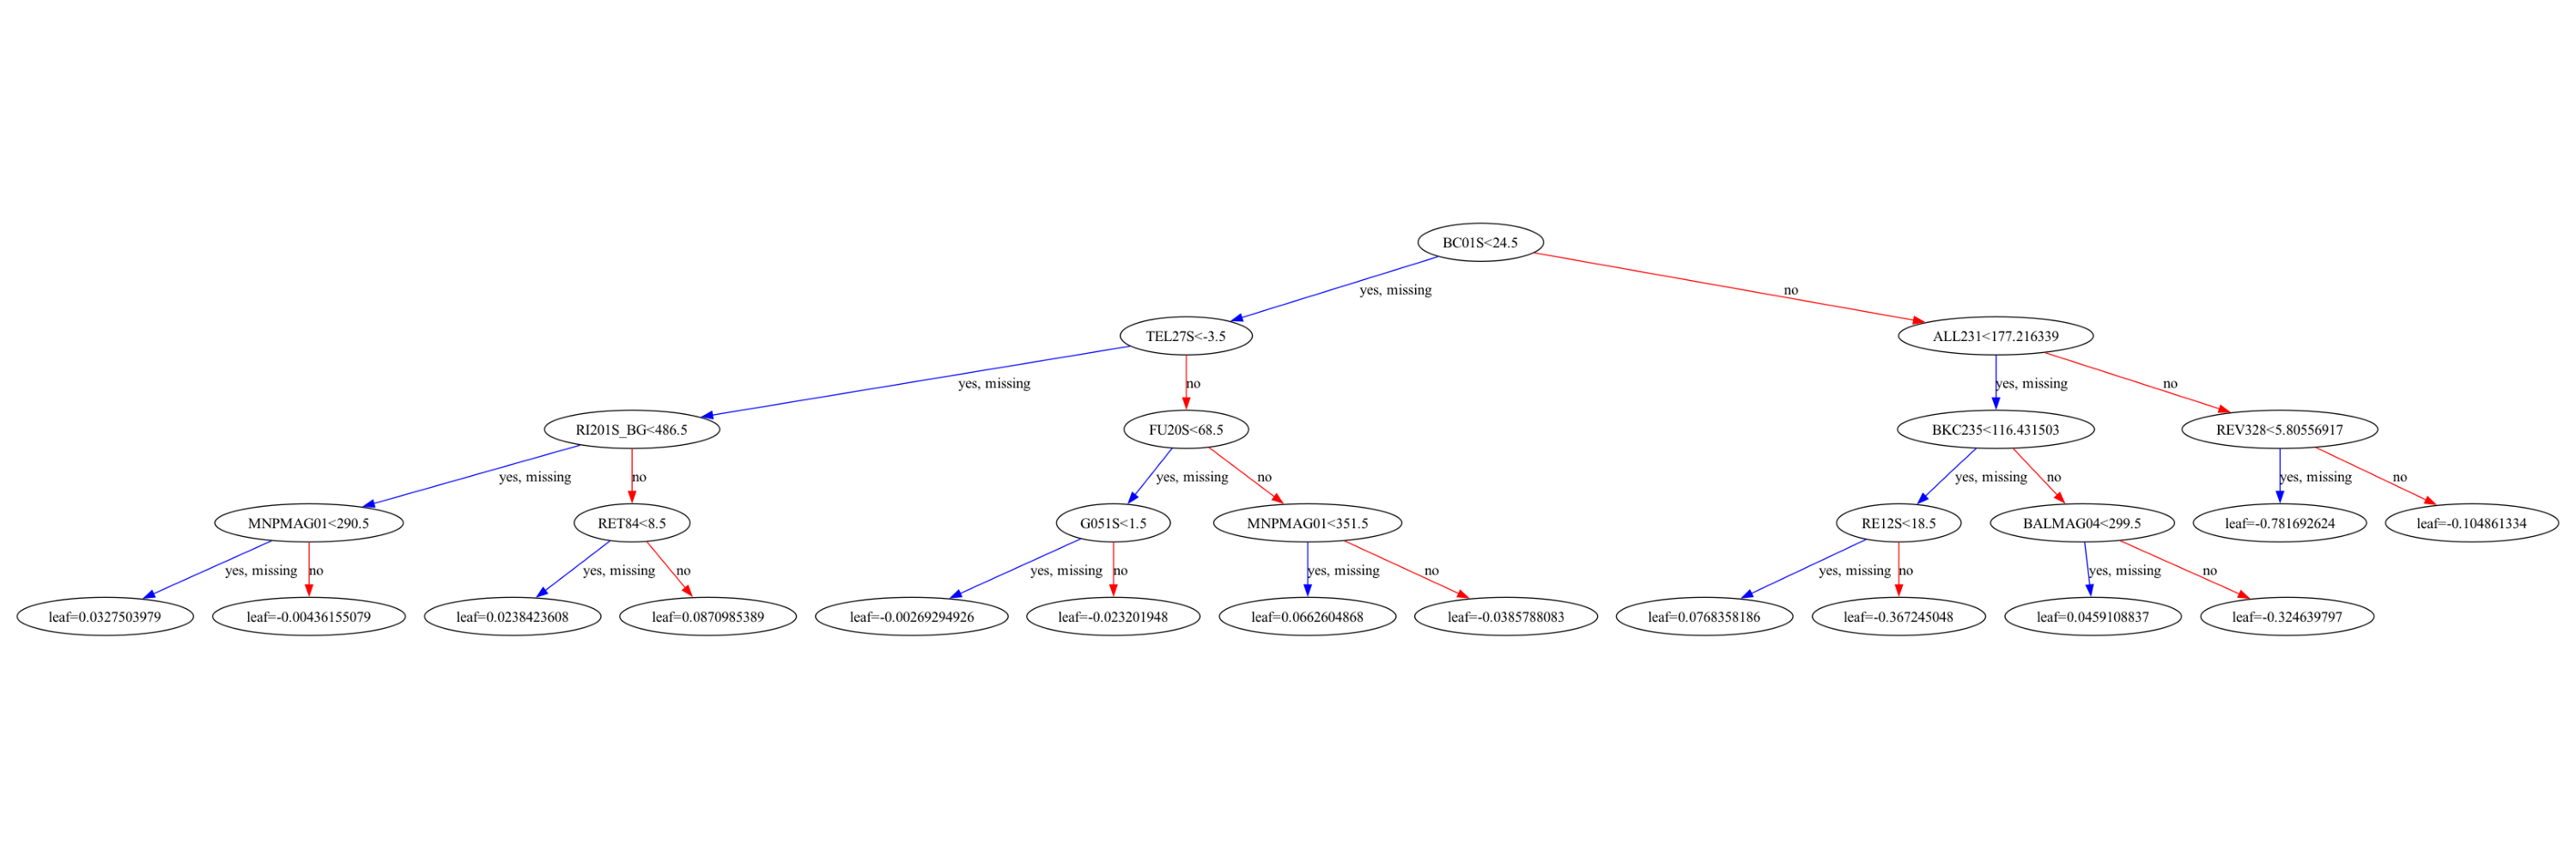 BC01S<24.5
yes, missing
no
TEL27S<-3.5
ALL231<177.216339
yes, missing
no
yes, missing
no
RI201S_BG<486.5
FU20S<68.5
BKC235<116.431503
REV328<5.80556917
yes, missing
no
yes, missing
no
yes, missing
no
yes, missing
no
MNPMAG01<290.5
RET84<8.5
G051S<1.5
MNPMAG01<351.5
RE12S<18.5
BALMAG04<299.5
leaf=-0.781692624
leaf=-0.104861334
yes, missing
no
yes, missing
no
yes, missing
no
yes, missing
no
yes, missing
no
yes, missing
no
leaf=0.0327503979
leaf=-0.00436155079
leaf=0.0238423608
leaf=0.0870985389
leaf=-0.00269294926
leaf=-0.023201948
leaf=0.0662604868
leaf=-0.0385788083
leaf=0.0768358186
leaf=-0.367245048
leaf=0.0459108837
leaf=-0.324639797